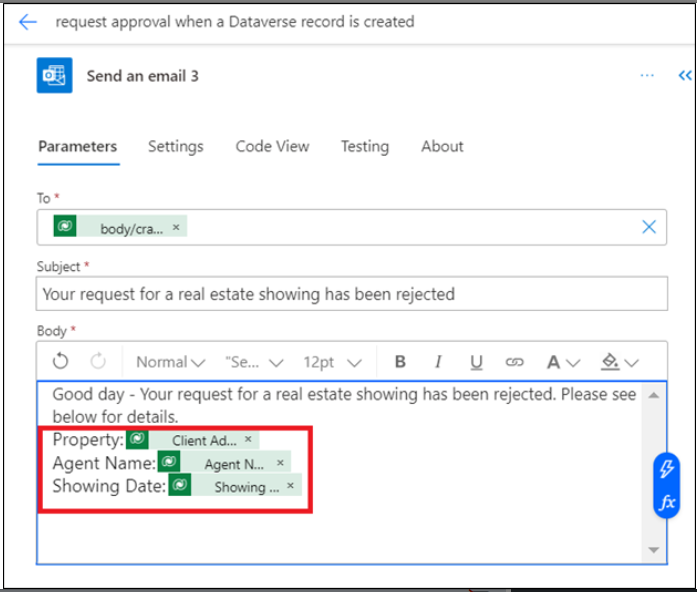 request approval when a Dataverse record is created
Send an email 3
Parameters Settings Code View Testing About
To *
body/cra... ×
Subject *
Your request for a real estate showing has been rejected
Body *
Normal "Se... 12pt B I U A
Good day - Your request for a real estate showing has been rejected. Please see
below for details.
Property: Client Ad... ×
Agent Name: Agent N... ×
Showing Date: Showing ... ×
fx